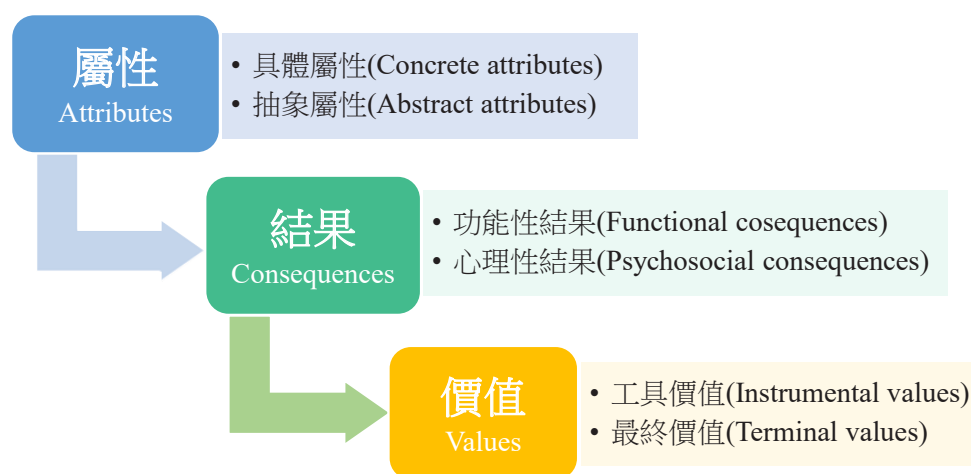 屬性
Attributes
• 具體屬性(Concrete attributes)
• 抽象屬性(Abstract attributes)
結果
Consequences
• 功能性結果(Functional cosequences)
• 心理性結果(Psychosocial consequences)
價值
Values
• 工具價值(Instrumental values)
• 最終價值(Terminal values)